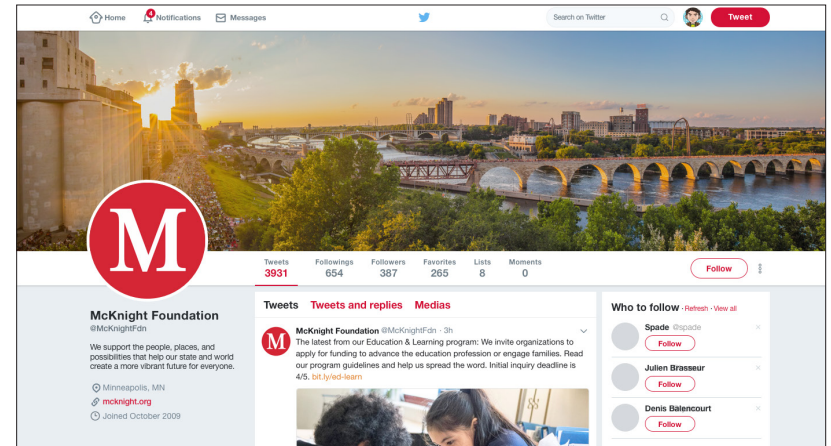 Home
4
Notifications
Messages
Search on Twitter
Tweet
M
Tweets
3931
Followings
654
Followers
387
Favorites
265
Lists
8
Moments
0
Follow
McKnight Foundation
@McKnightFdn
We support the people, places, and
possibilities that help our state and world
create a more vibrant future for everyone.
Minneapolis, MN
mcknight.org
Joined October 2009
Tweets Tweets and replies Medias
M
McKnight Foundation @McKnightFdn · 3h
The latest from our Education & Learning program: We invite organizations to
apply for funding to advance the education profession or engage families. Read
our program guidelines and help us spread the word. Initial inquiry deadline is
4/5. bit.ly/ed-learn
Who to follow · Refresh · View all
Spade @spade ×
Follow
Julien Brasseur ×
Follow
Denis Balencourt ×
Follow